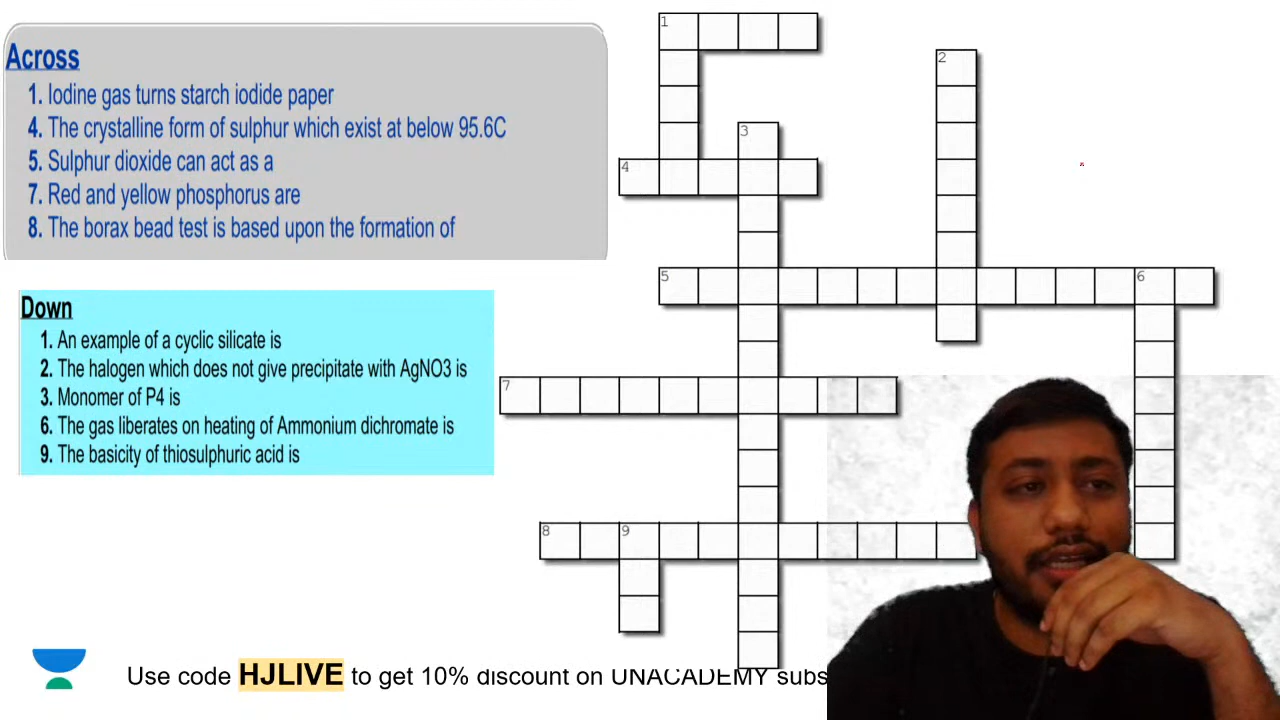 Across
1. Iodine gas turns starch iodide paper
4. The crystalline form of sulphur which exist at below 95.6C
5. Sulphur dioxide can act as a
7. Red and yellow phosphorus are
8. The borax bead test is based upon the formation of
Down
1. An example of a cyclic silicate is
2. The halogen which does not give precipitate with AgNO3 is
3. Monomer of P4 is
6. The gas liberates on heating of Ammonium dichromate is
9. The basicity of thiosulphuric acid is
1
2
3
4
5
6
7
8
9
Use code HJLIVE to get 10% discount on UNACADEMY subs